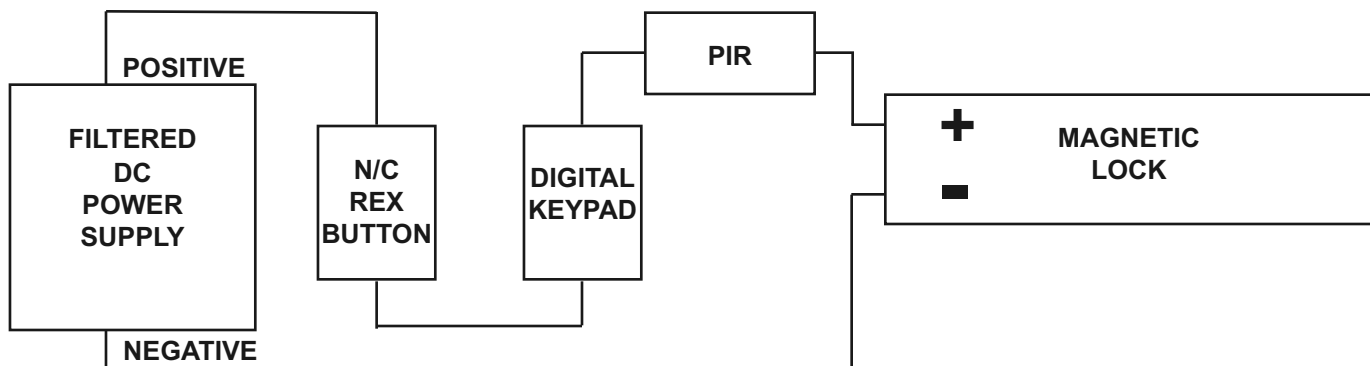 POSITIVE
FILTERED
DC
POWER
SUPPLY
NEGATIVE
N/C
REX
BUTTON
DIGITAL
KEYPAD
PIR
+
-
MAGNETIC
LOCK